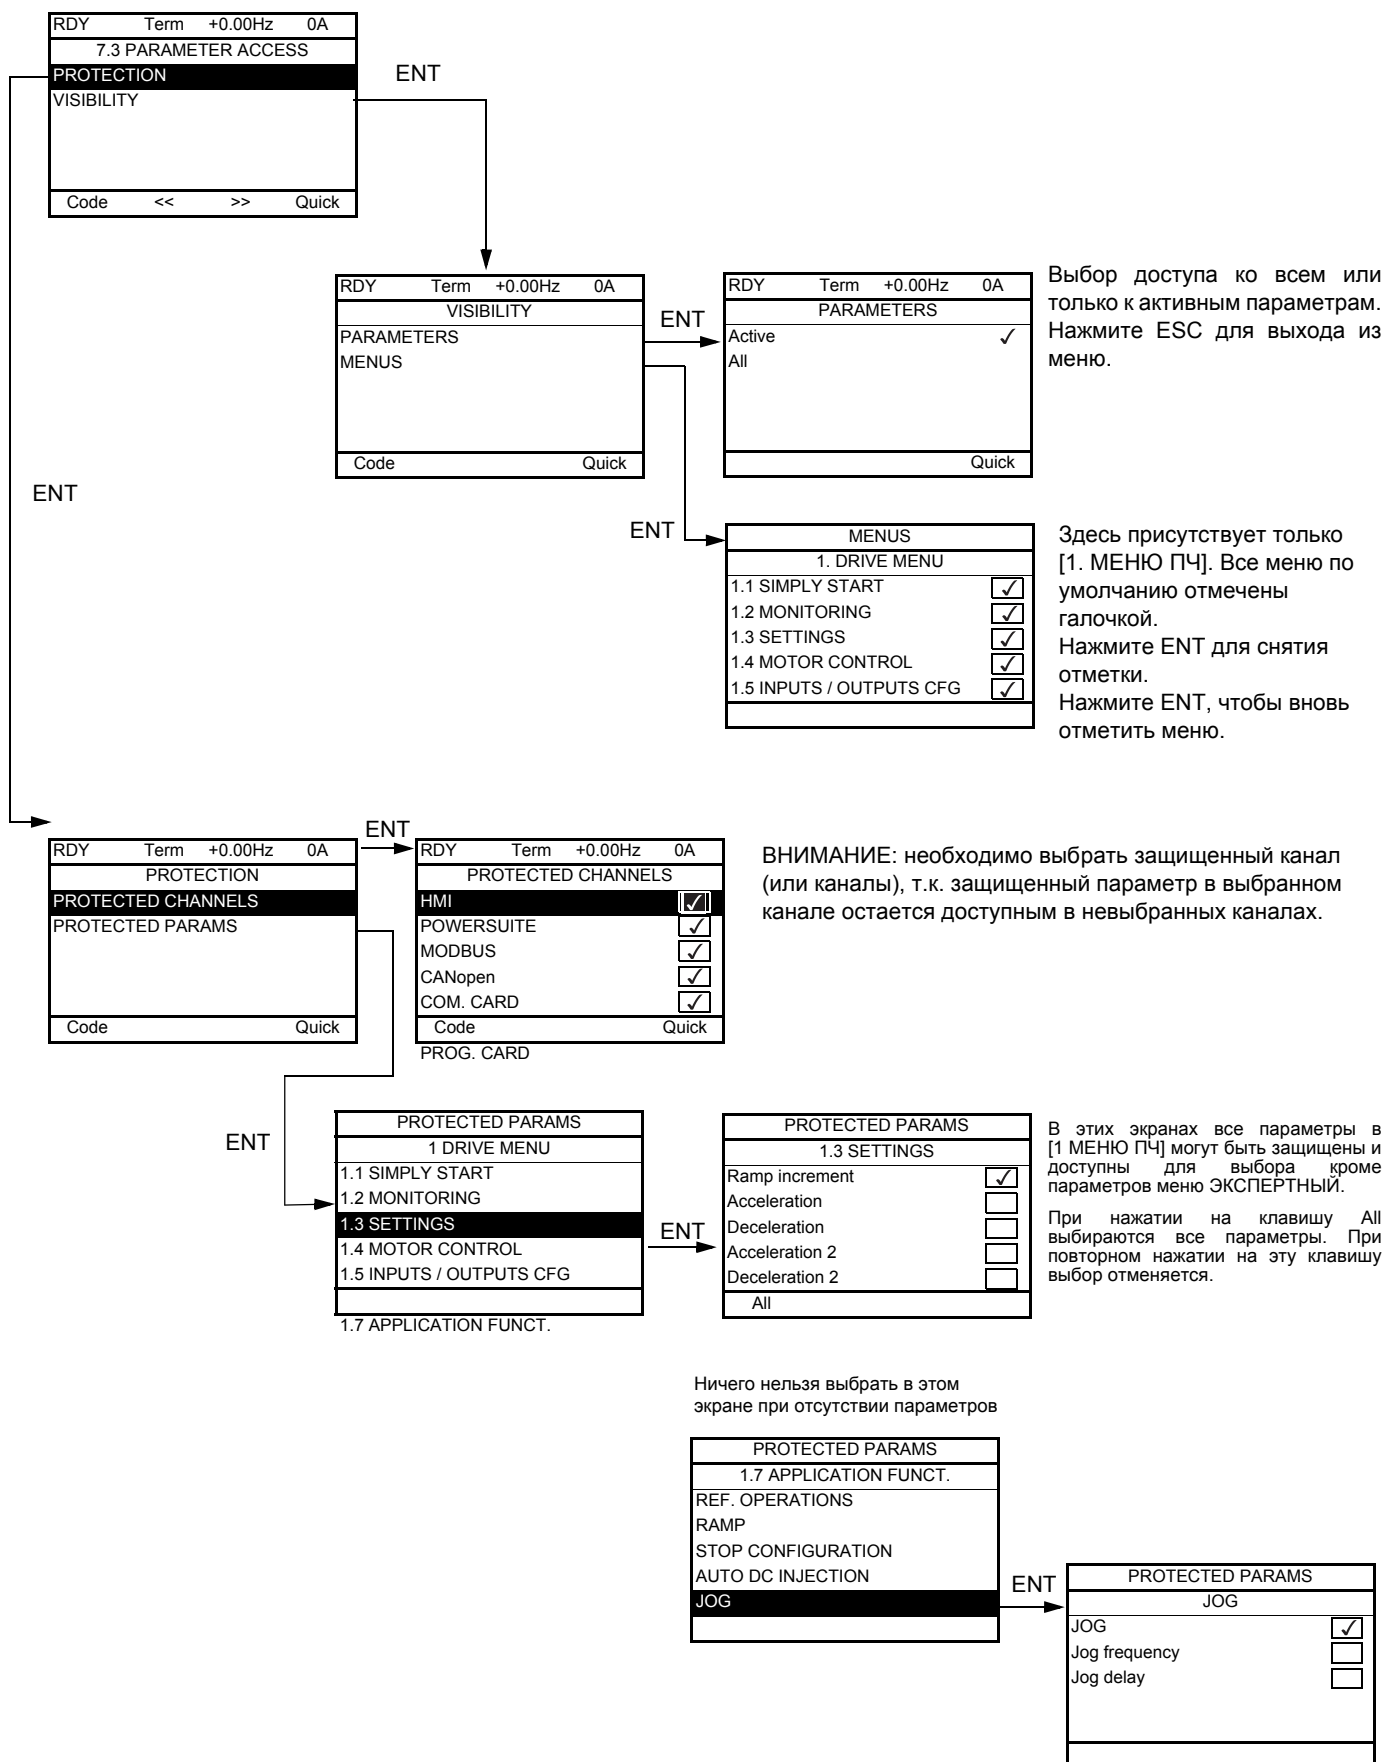 RDY Term +0.00Hz 0A
7.3 PARAMETER ACCESS
PROTECTION
VISIBILITY
Code << >> Quick
ENT
ENT
RDY Term +0.00Hz 0A
VISIBILITY
PARAMETERS
MENUS
Code Quick
ENT
RDY Term +0.00Hz 0A
PARAMETERS
Active ✓
All
Quick
Выбор доступа ко всем или
только к активным параметрам.
Нажмите ESC для выхода из
меню.
ENT
MENUS
1. DRIVE MENU
1.1 SIMPLY START ✓
1.2 MONITORING ✓
1.3 SETTINGS ✓
1.4 MOTOR CONTROL ✓
1.5 INPUTS / OUTPUTS CFG ✓
Здесь присутствует только
[1. МЕНЮ ПЧ]. Все меню по
умолчанию отмечены
галочкой.
Нажмите ENT для снятия
отметки.
Нажмите ENT, чтобы вновь
отметить меню.
RDY Term +0.00Hz 0A
PROTECTION
PROTECTED CHANNELS
PROTECTED PARAMS
Code Quick
ENT
RDY Term +0.00Hz 0A
PROTECTED CHANNELS
HMI ✓
POWERSUITE ✓
MODBUS ✓
CANopen ✓
COM. CARD ✓
Code Quick
PROG. CARD
ВНИМАНИЕ: необходимо выбрать защищенный канал
(или каналы), т.к. защищенный параметр в выбранном
канале остается доступным в невыбранных каналах.
ENT
PROTECTED PARAMS
1 DRIVE MENU
1.1 SIMPLY START
1.2 MONITORING
1.3 SETTINGS
1.4 MOTOR CONTROL
1.5 INPUTS / OUTPUTS CFG
1.7 APPLICATION FUNCT.
ENT
PROTECTED PARAMS
1.3 SETTINGS
Ramp increment ✓
Acceleration
Deceleration
Acceleration 2
Deceleration 2
All
В этих экранах все параметры в
[1 МЕНЮ ПЧ] могут быть защищены и
доступны для выбора кроме
параметров меню ЭКСПЕРТНЫЙ.
При нажатии на клавишу All
выбираются все параметры. При
повторном нажатии на эту клавишу
выбор отменяется.
Ничего нельзя выбрать в этом
экране при отсутствии параметров
PROTECTED PARAMS
1.7 APPLICATION FUNCT.
REF. OPERATIONS
RAMP
STOP CONFIGURATION
AUTO DC INJECTION
JOG
ENT
PROTECTED PARAMS
JOG
JOG ✓
Jog frequency
Jog delay